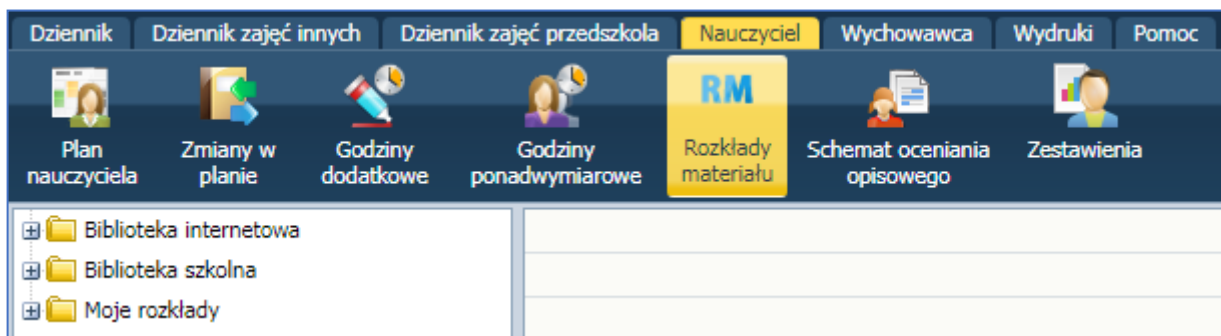 Dziennik Dziennik zajęć innych Dziennik zajęć przedszkola Nauczyciel Wychowawca Wydruki Pomoc
RM
Plan nauczyciela
Zmiany w planie
Godziny dodatkowe
Godziny ponadwymiarowe
Rozkłady materiału
Schemat oceniania opisowego
Zestawienia
Biblioteka internetowa
Biblioteka szkolna
Moje rozkłady